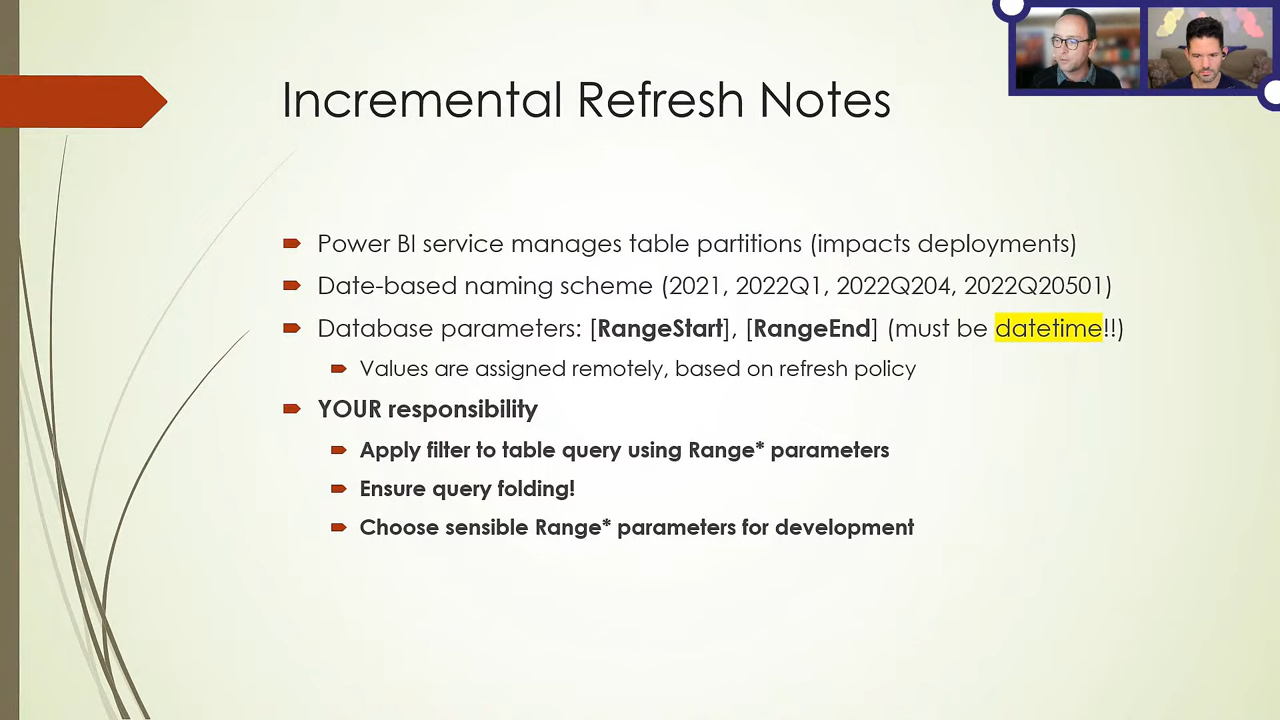 Incremental Refresh Notes
Power BI service manages table partitions (impacts deployments)
Date-based naming scheme (2021, 2022Q1, 2022Q204, 2022Q20501)
Database parameters: [RangeStart], [RangeEnd] (must be datetime!!)
Values are assigned remotely, based on refresh policy
YOUR responsibility
Apply filter to table query using Range* parameters
Ensure query folding!
Choose sensible Range* parameters for development